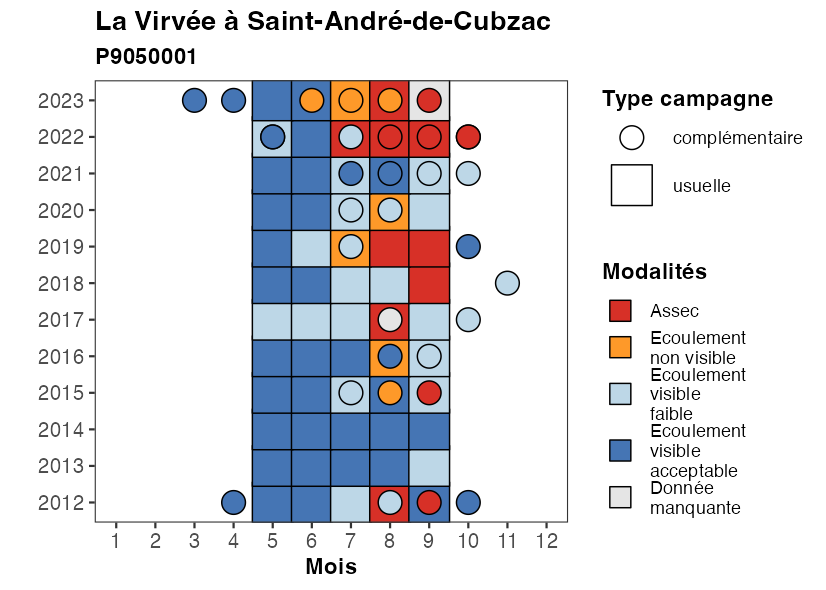 La Virvée à Saint-André-de-Cubzac
P9050001
2023
2022
2021
2020
2019
2018
2017
2016
2015
2014
2013
2012
1 2 3 4 5 6 7 8 9 10 11 12
Mois
Type campagne
complémentaire
usuelle
Modalités
Assec
Ecoulement
non visible
Ecoulement
visible
faible
Ecoulement
visible
acceptable
Donnée
manquante